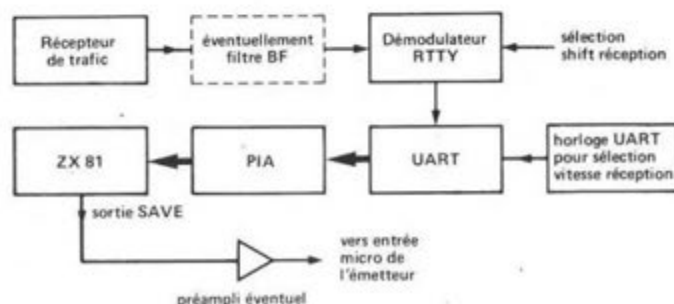 Récepteur
de trafic
éventuellement
filtre BF
Démodulateur
RTTY
sélection
shift réception
ZX 81
PIA
UART
horloge UART
pour sélection
vitesse réception
sortie SAVE
vers entrée
micro de
l'émetteur
prépampli éventuel